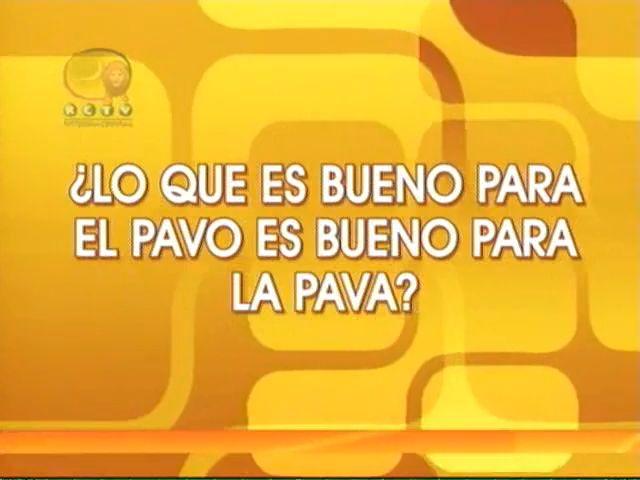 RCTV
¿LO QUE ES BUENO PARA
EL PAVO ES BUENO PARA
LA PAVA?